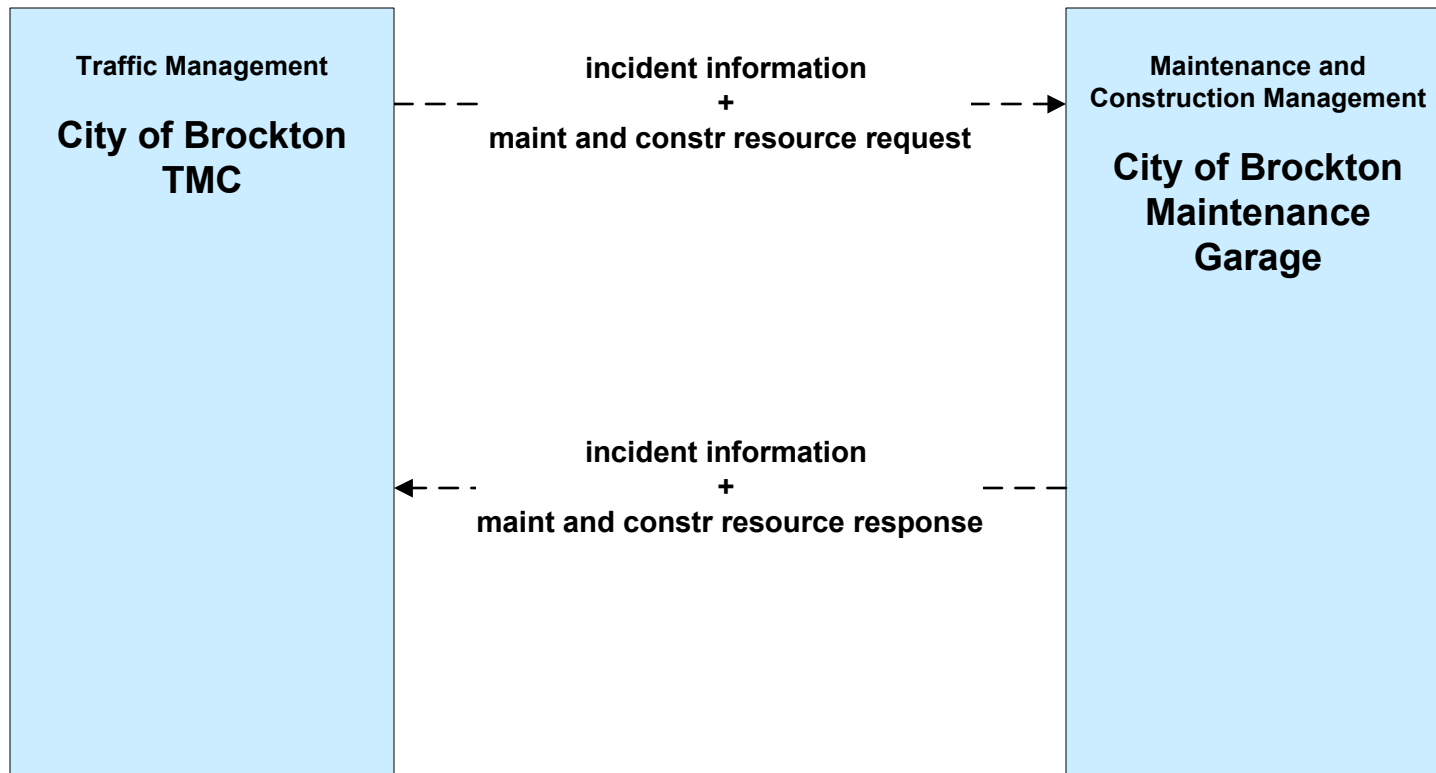 Traffic Management
City of Brockton
TMC
incident information
+
maint and constr resource request
Maintenance and
Construction Management
City of Brockton
Maintenance
Garage
incident information
+
maint and constr resource response